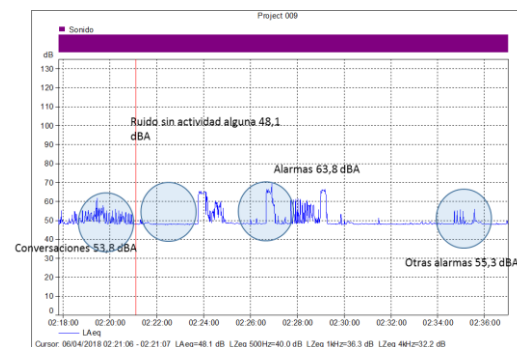 Project 009
Sonido
dB
130
120
110
100
90
80
70
60
50
40
30
20
10
0
Ruido sin actividad alguna 48,1
dBA
Alarmas 63,8 dBA
Conversaciones 53,8 dBA
Otras alarmas 55,3 dBA
02:18:00 02:20:00 02:22:00 02:24:00 02:26:00 02:28:00 02:30:00 02:32:00 02:34:00 02:36:00
LAeq
Cursor: 06/04/2018 02:21:06 - 02:21:07 LAeq=48.1 dB LZeq 500Hz=40.0 dB LZeq 1kHz=36.3 dB LZeq 4kHz=32.2 dB